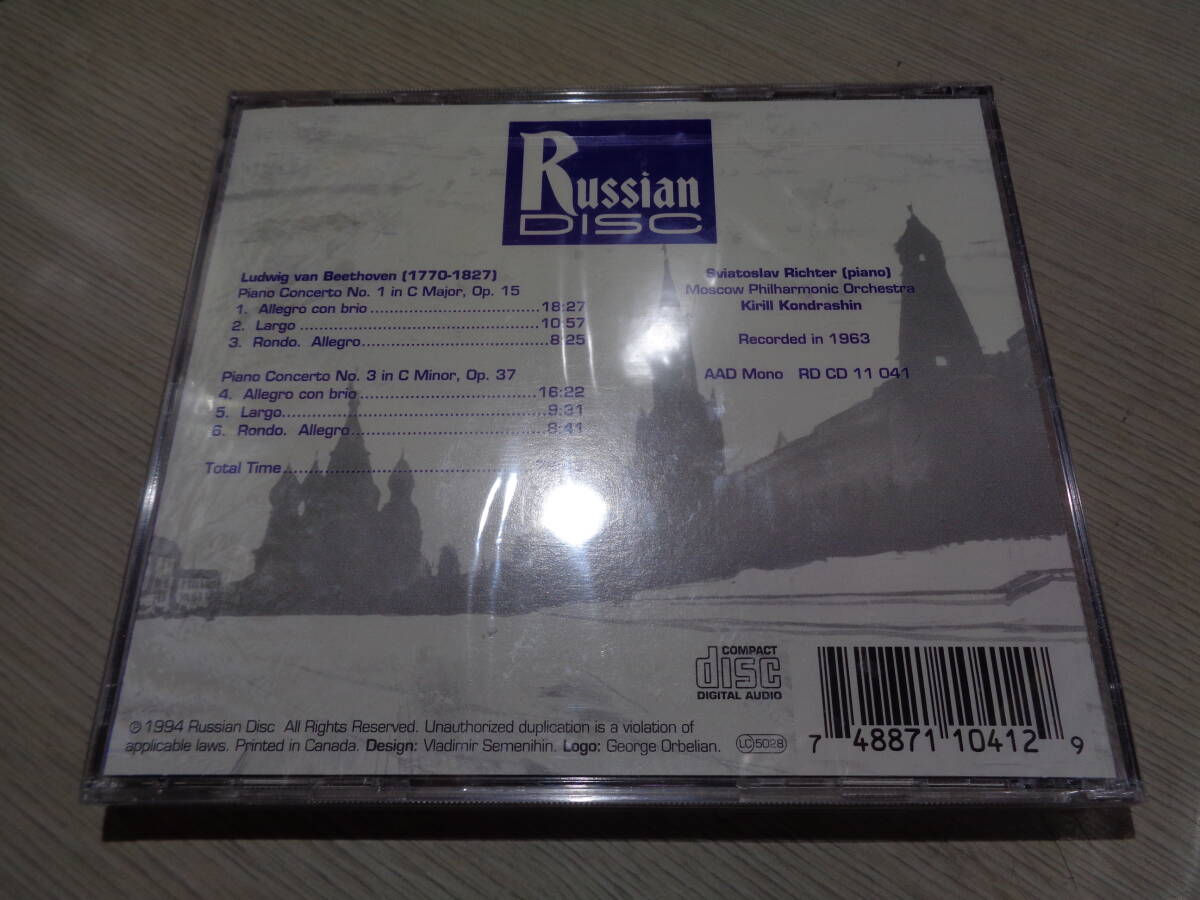 Russian
DISC
Ludwig van Beethoven (1770-1827)
Piano Concerto No. 1 in C Major, Op. 15
1. Allegro con brio ........ 18:27
2. Largo ........ 10:57
3. Rondo. Allegro ........ 8:25
Piano Concerto No. 3 in C Minor, Op. 37
4. Allegro con brio ........ 16:22
5. Largo ........ 9:31
6. Rondo. Allegro ........ 8:41
Total Time ........
Sviatoslav Richter (piano)
Moscow Philharmonic Orchestra
Kirill Kondrashin
Recorded in 1963
AAD Mono RD CD 11 041
COMPACT
disc
DIGITAL AUDIO
℗ 1994 Russian Disc All Rights Reserved. Unauthorized duplication is a violation of
applicable laws. Printed in Canada. Design: Vladimir Semenihin. Logo: George Orbelian.
LC 5028
7 48871 10412 9